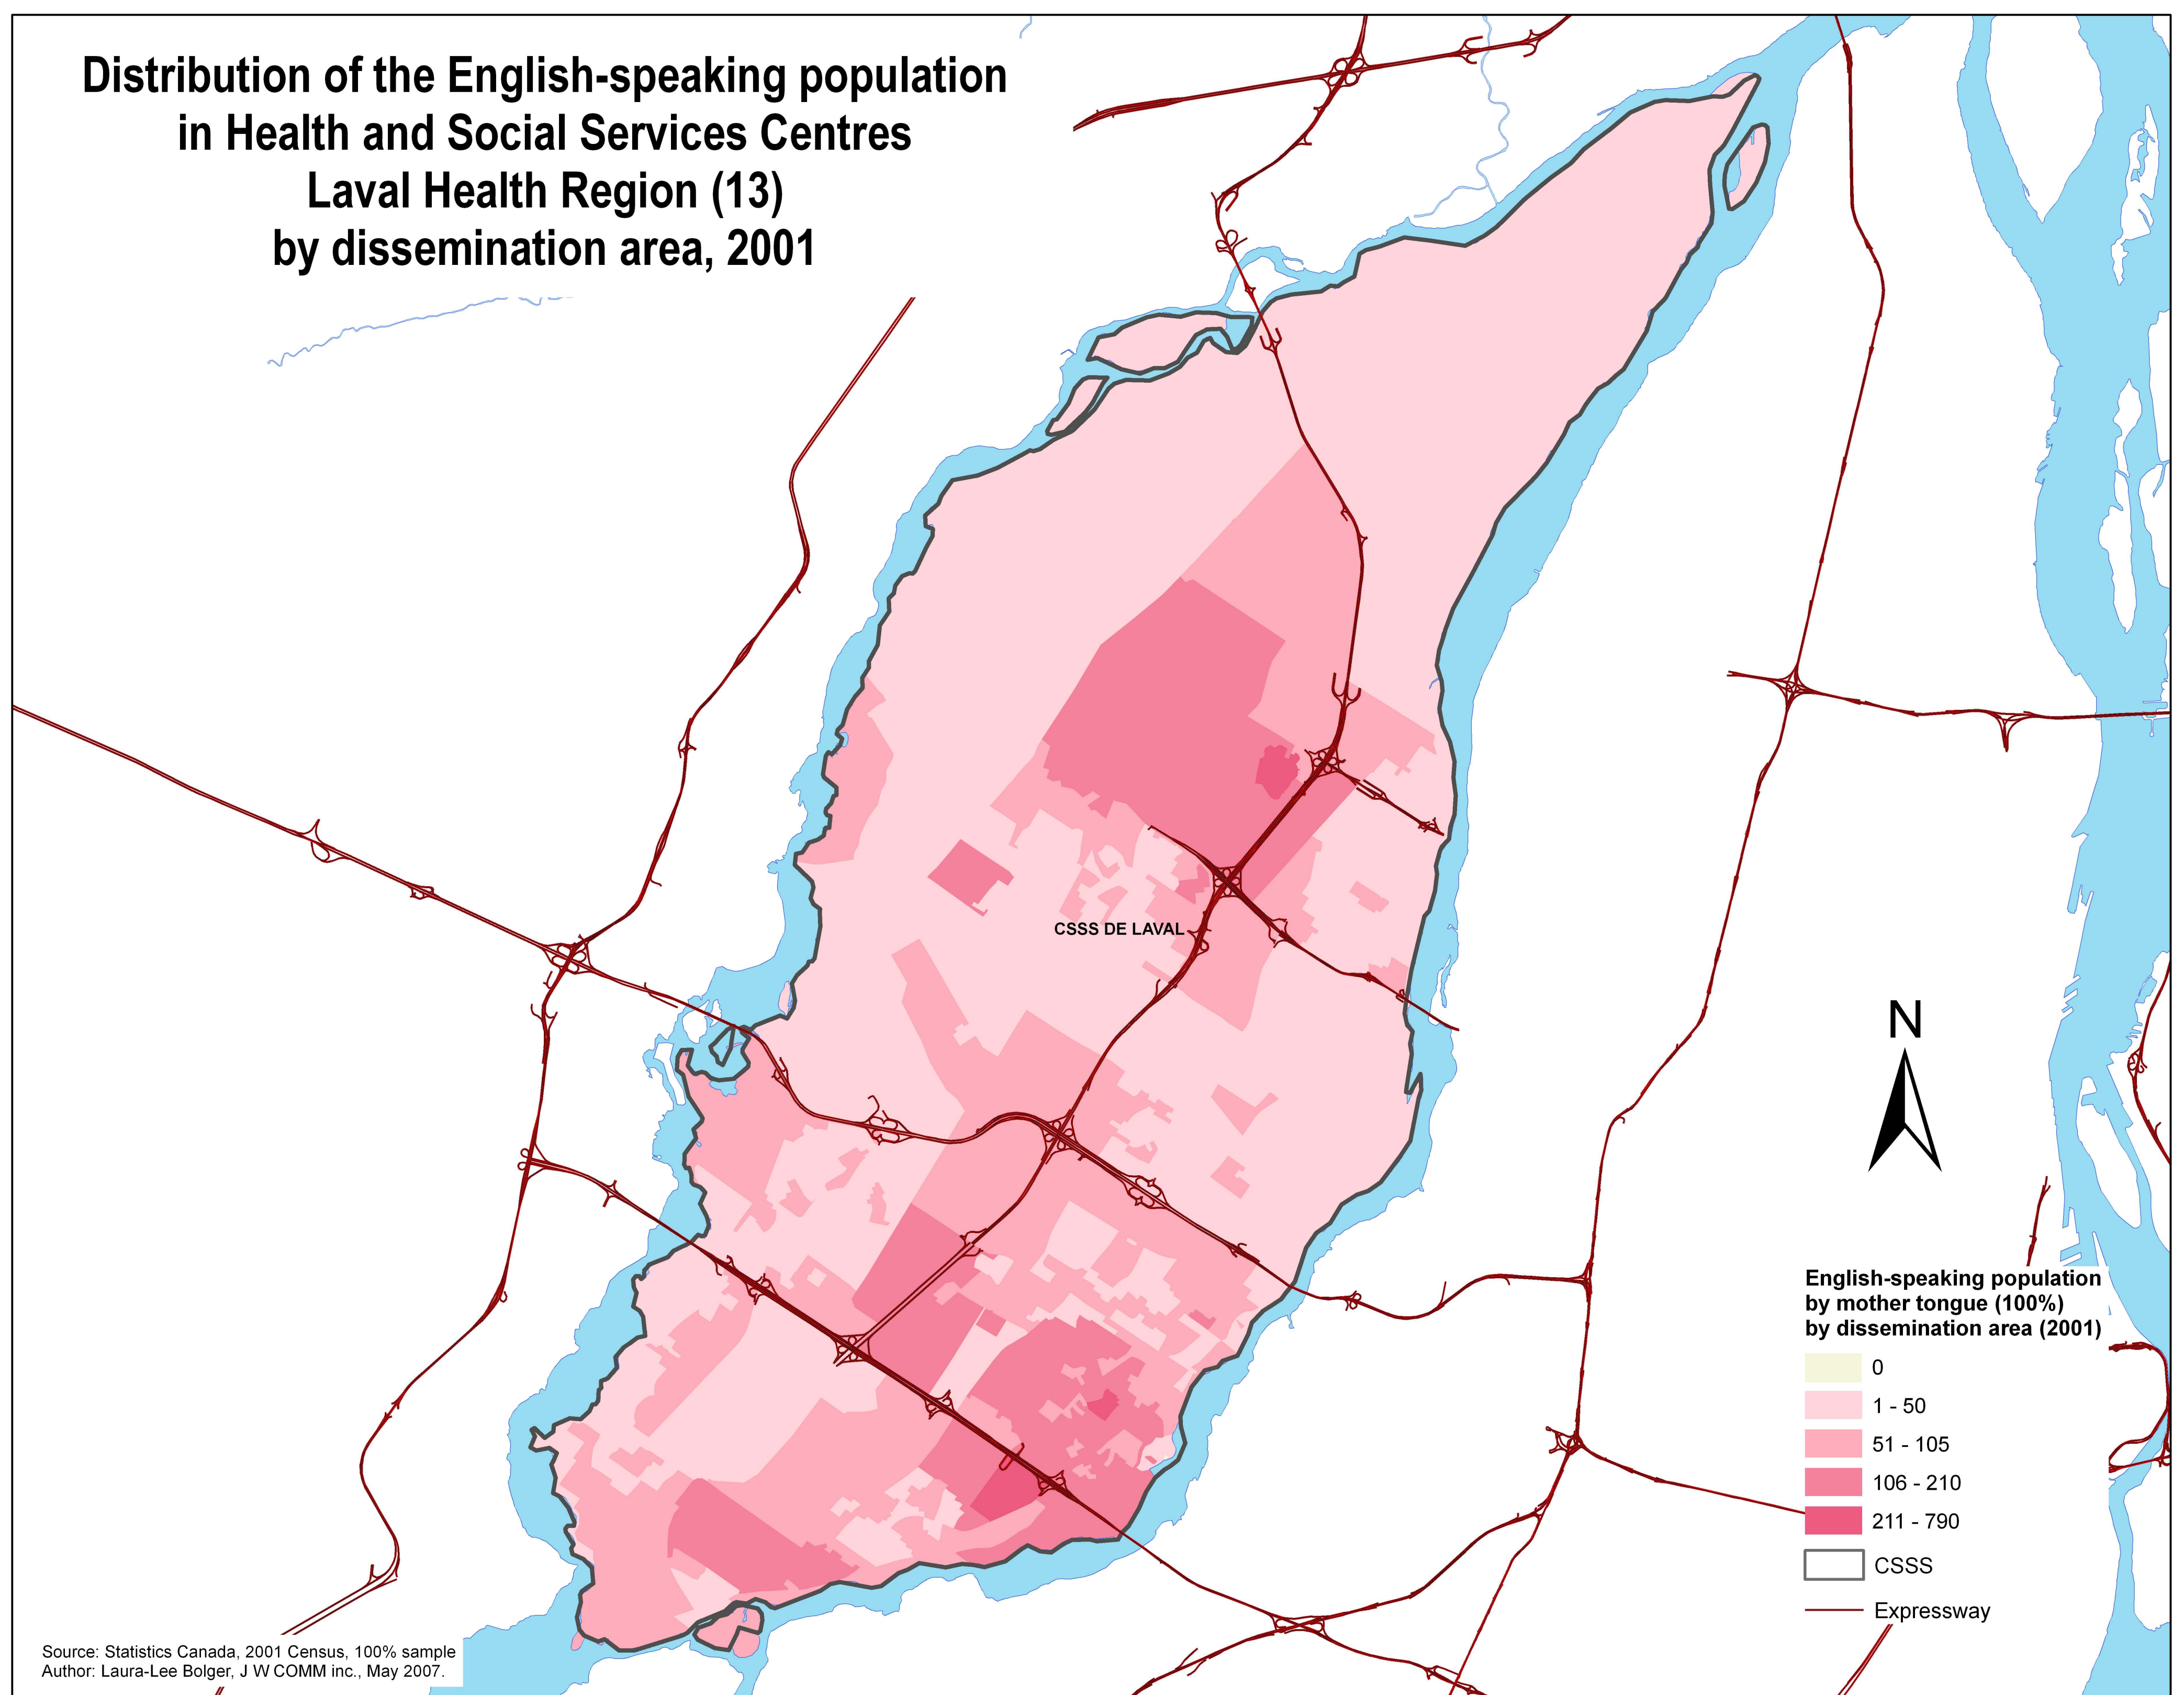 Distribution of the English-speaking population
in Health and Social Services Centres
Laval Health Region (13)
by dissemination area, 2001
CSSS DE LAVAL
N
English-speaking population
by mother tongue (100%)
by dissemination area (2001)
0
1 - 50
51 - 105
106 - 210
211 - 790
CSSS
Expressway
Source: Statistics Canada, 2001 Census, 100% sample
Author: Laura-Lee Bolger, J W COMM inc., May 2007.